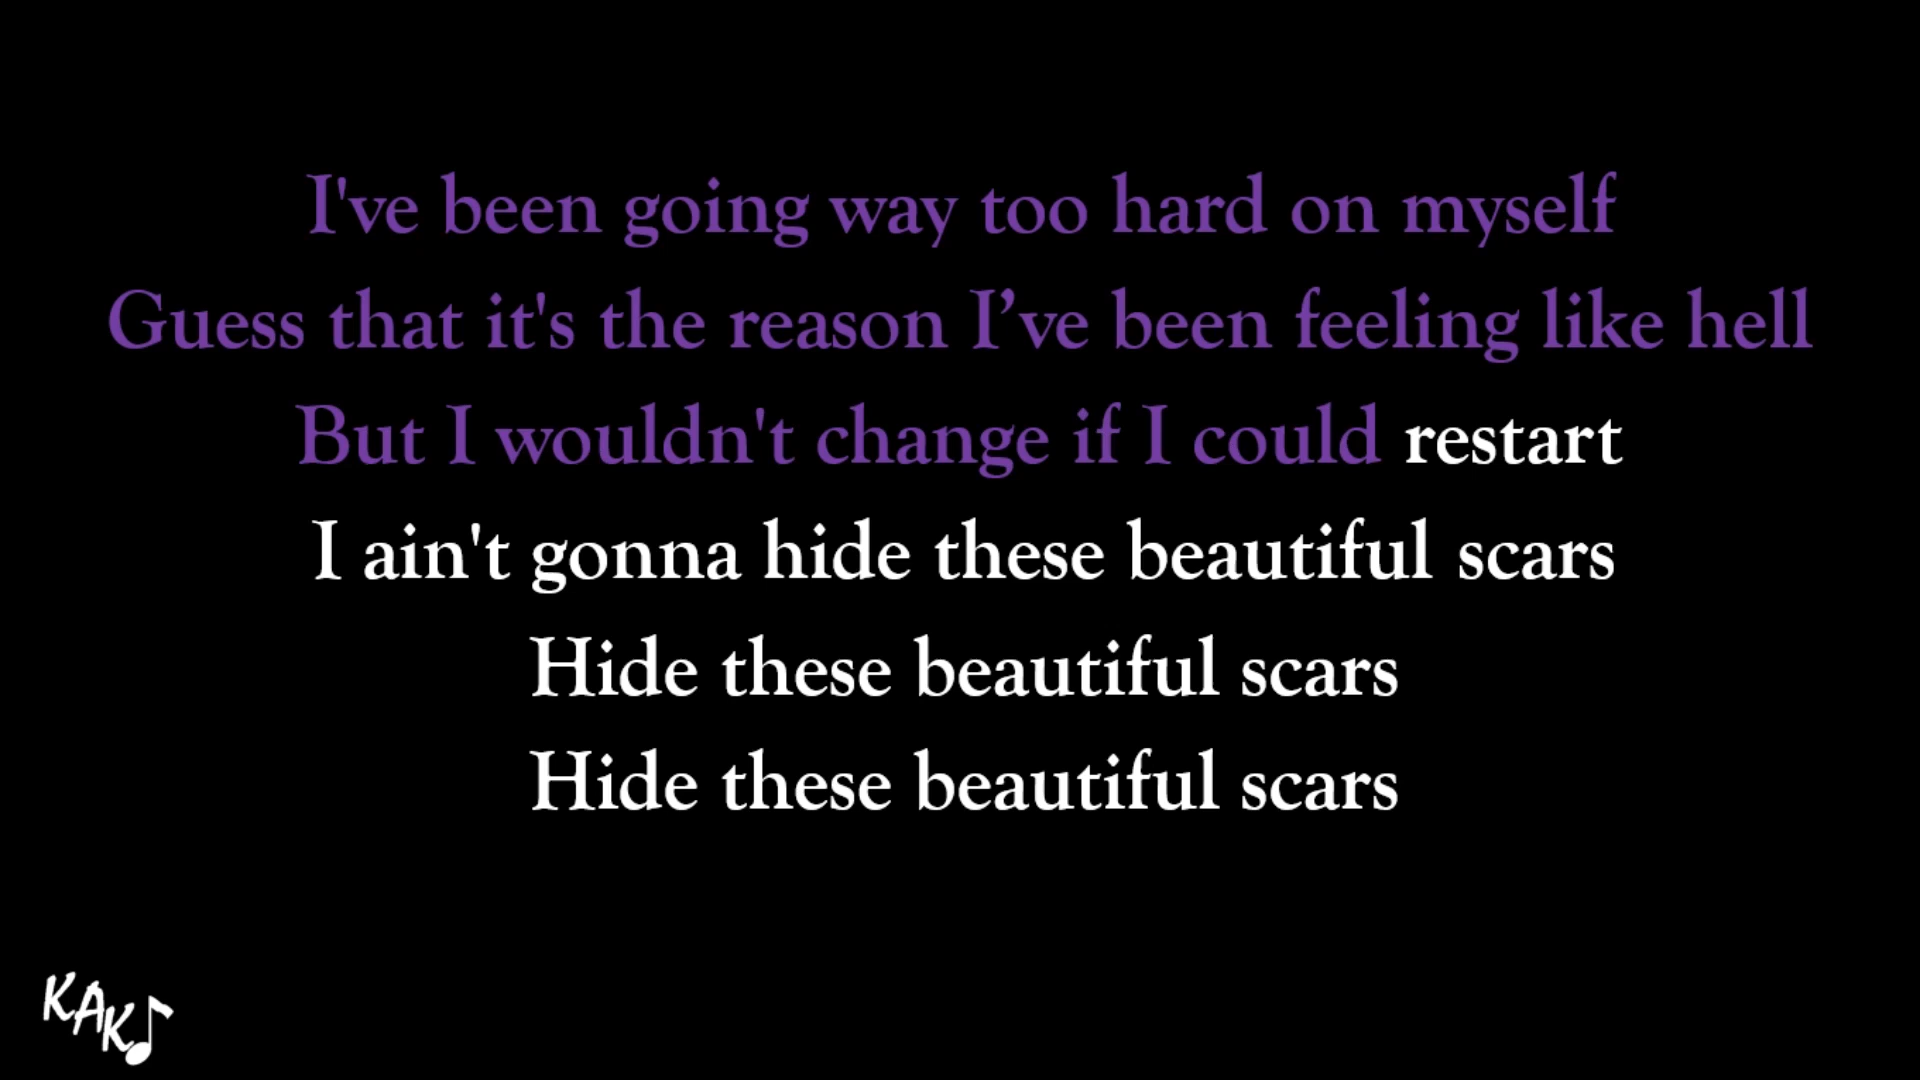 I've been going way too hard on myself
Guess that it's the reason I’ve been feeling like hell
But I wouldn't change if I could restart
I ain't gonna hide these beautiful scars
Hide these beautiful scars
Hide these beautiful scars
KAK